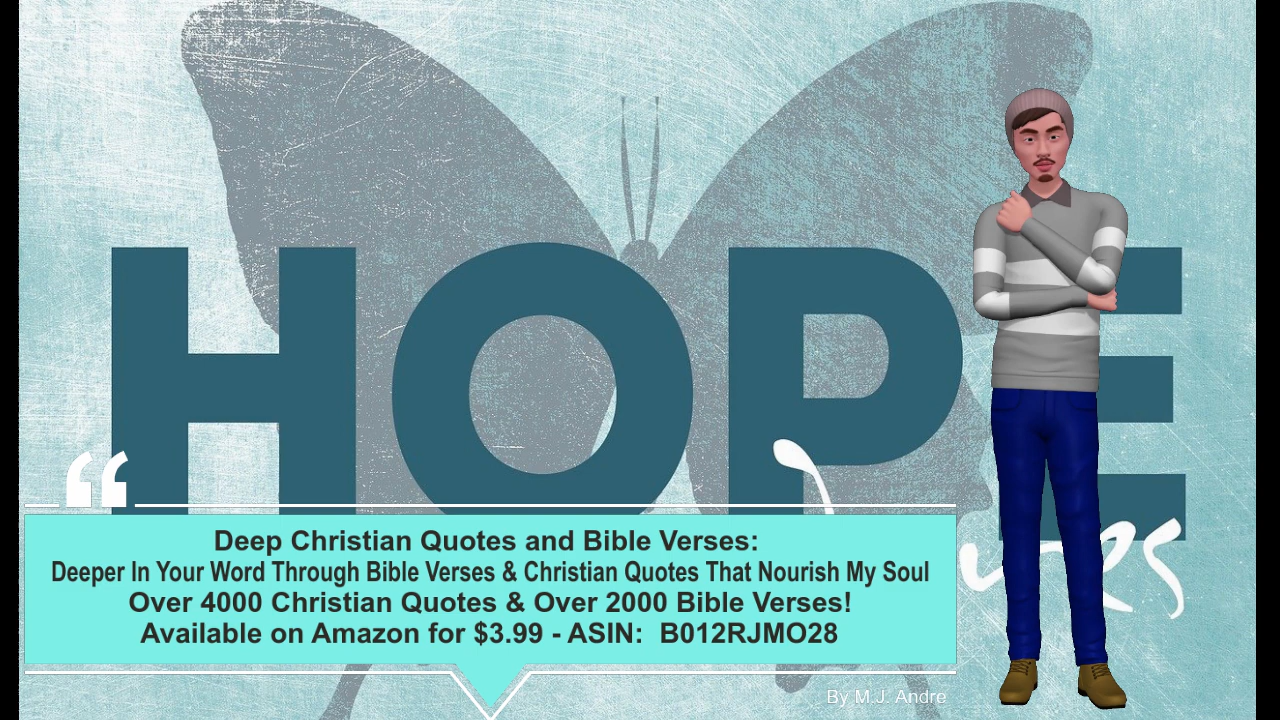 HOPE
Deep Christian Quotes and Bible Verses:
Deeper In Your Word Through Bible Verses & Christian Quotes That Nourish My Soul
Over 4000 Christian Quotes & Over 2000 Bible Verses!
Available on Amazon for $3.99 - ASIN: B012RJMO28
By M.J. Andre